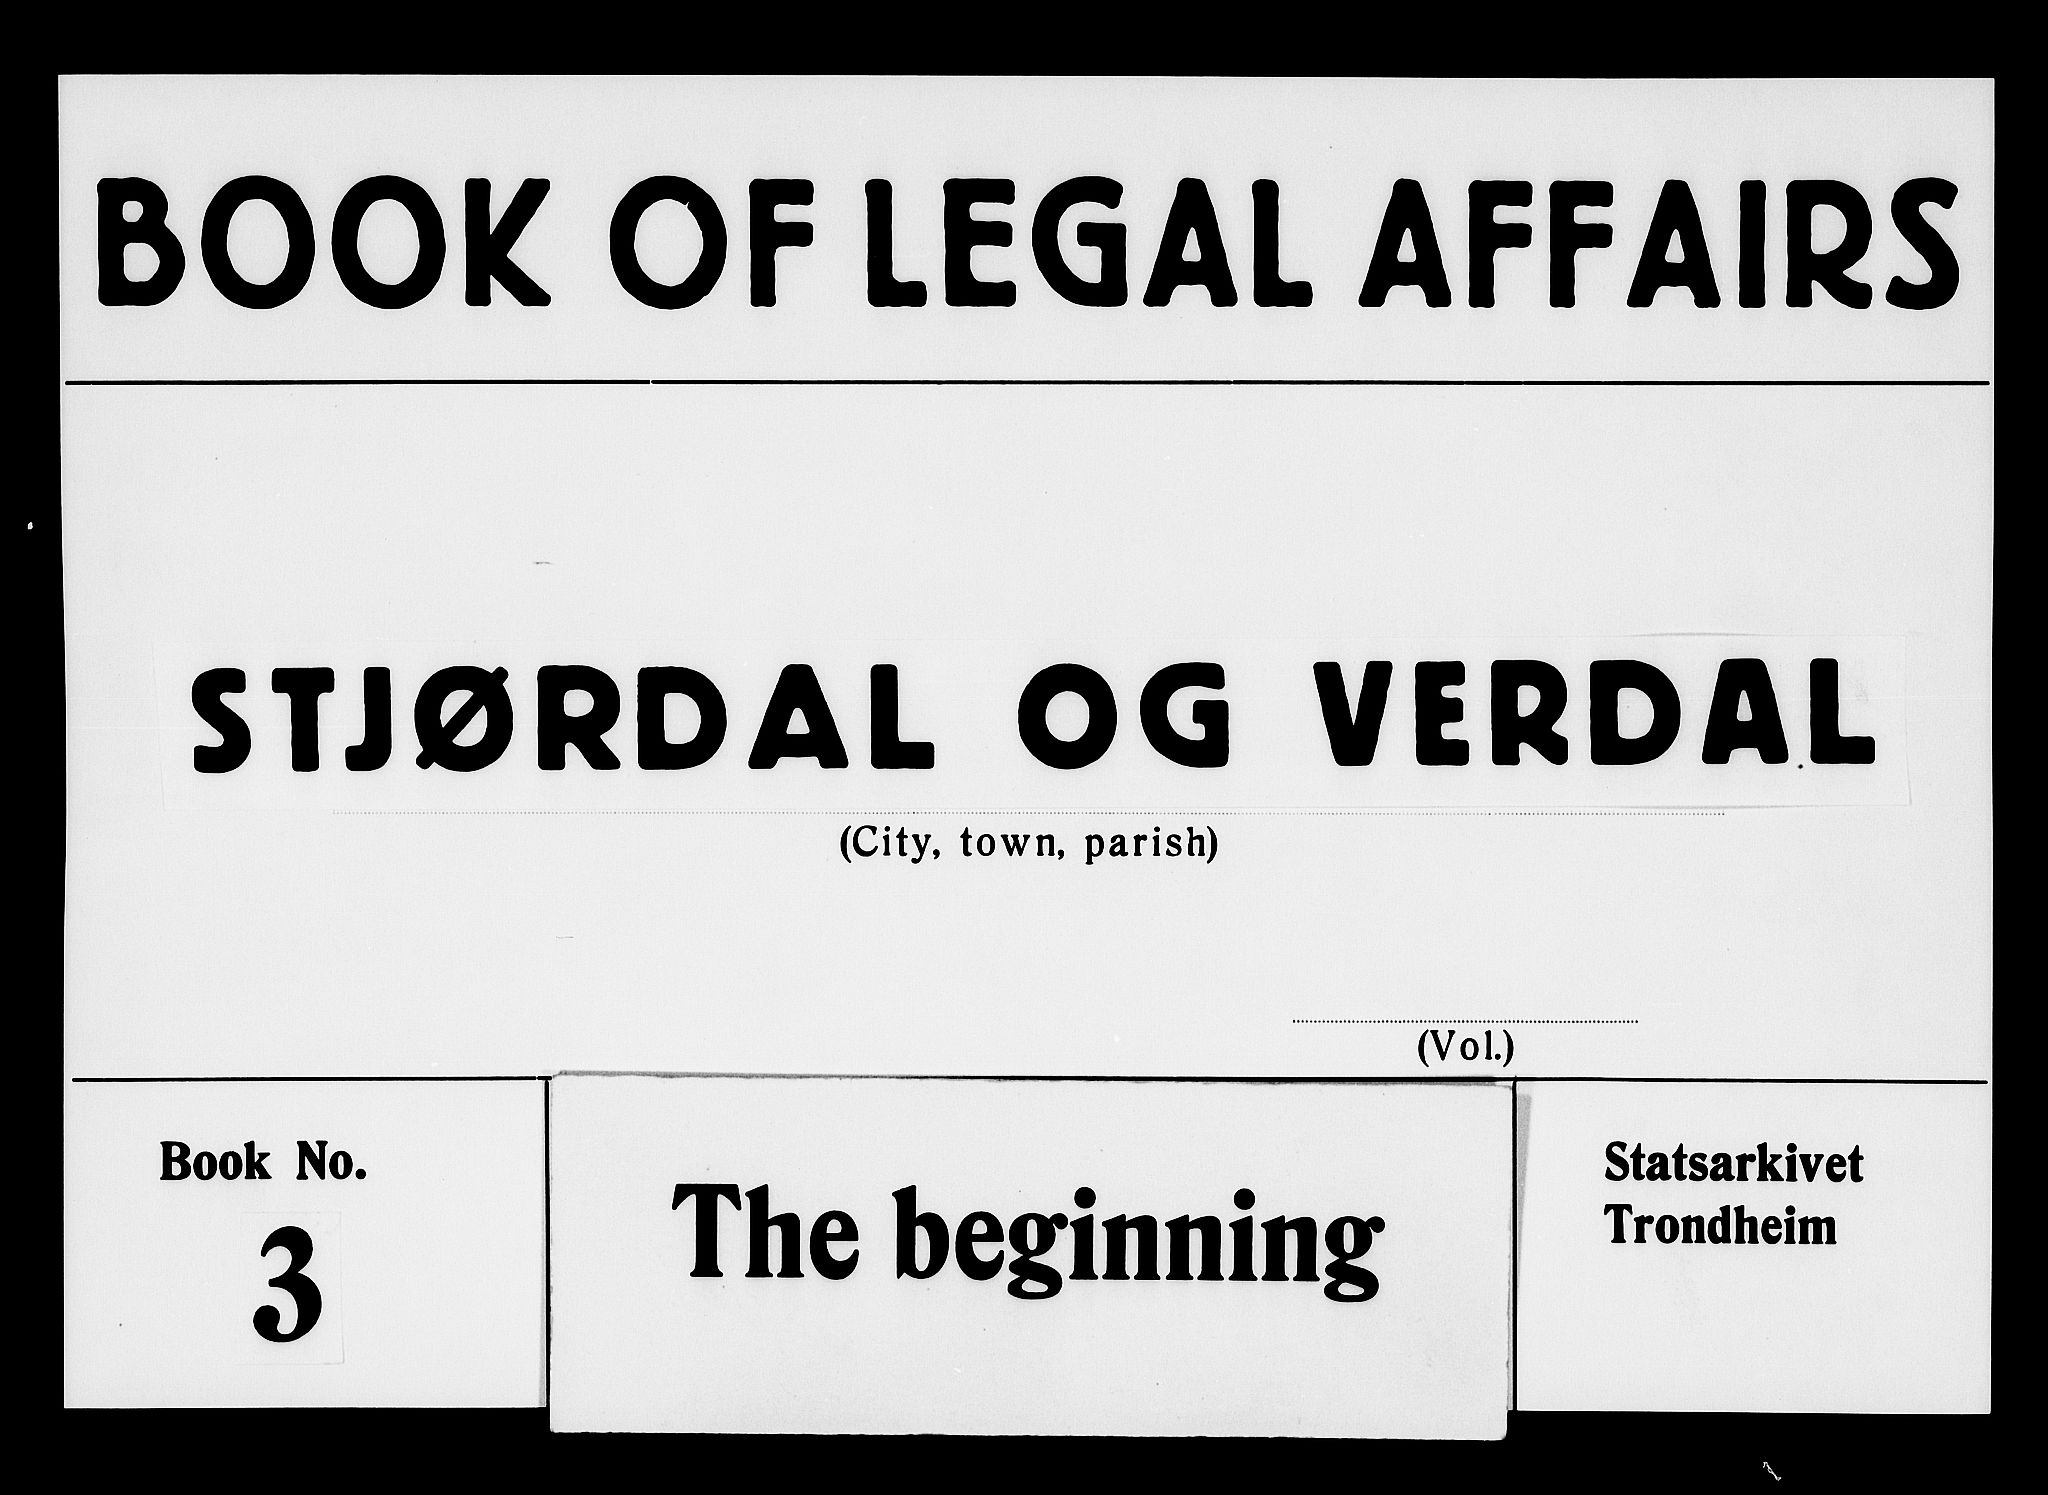 BOOK OF LEGAL AFFAIRS
STJØRDAL OG VERDAL
(City, town, parish)
(Vol.)
Book No.
3
The beginning
Statsarkivet
Trondheim